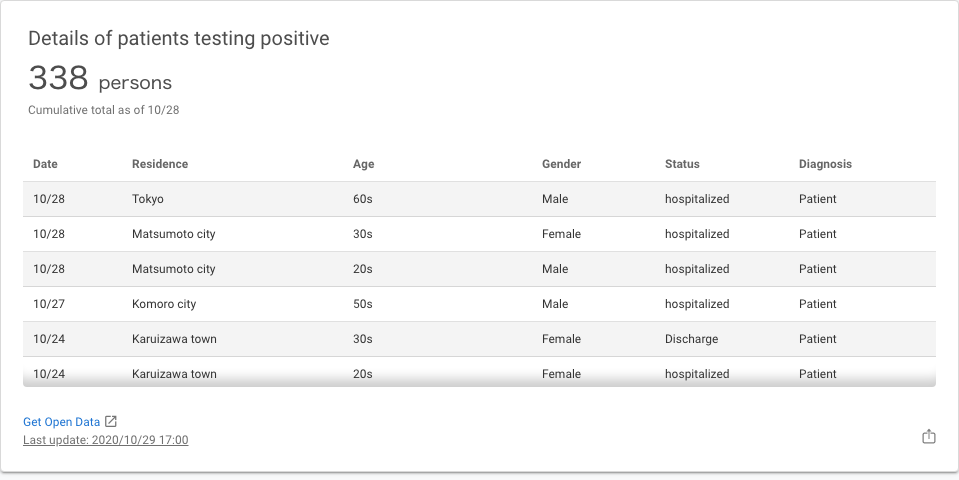 Details of patients testing positive
338 persons
Cumulative total as of 10/28
Date Residence Age Gender Status Diagnosis
10/28 Tokyo 60s Male hospitalized Patient
10/28 Matsumoto city 30s Female hospitalized Patient
10/28 Matsumoto city 20s Male hospitalized Patient
10/27 Komoro city 50s Male hospitalized Patient
10/24 Karuizawa town 30s Female Discharge Patient
10/24 Karuizawa town 20s Female hospitalized Patient
Get Open Data
Last update: 2020/10/29 17:00